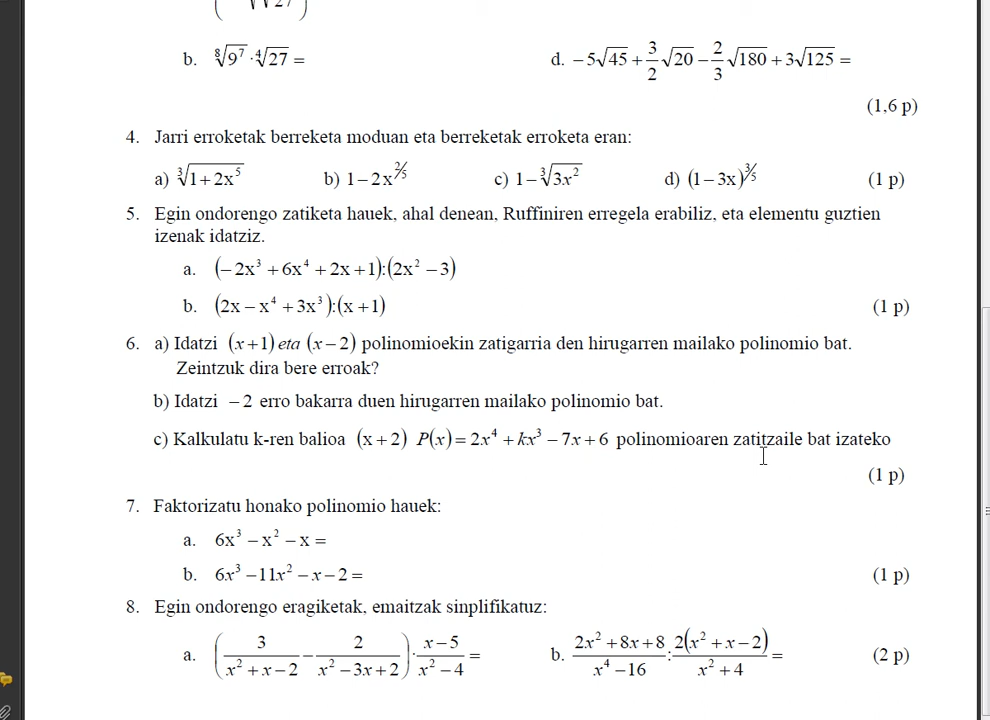 (√√27)
b. ⁸√9⁷ · ⁴√27 =   d. −5√45 + 3/2 √20 − 2/3 √180 + 3√125 =
(1,6 p)
4. Jarri erroketak berreketa moduan eta berreketak erroketa eran:
a) ³√(1+2x⁵)   b) 1−2x^(2/5)   c) 1−³√(3x²)   d) (1−3x)^(3/5)   (1 p)
5. Egin ondorengo zatiketa hauek, ahal denean, Ruffiniren erregela erabiliz, eta elementu guztien
izenak idatziz.
a. (−2x³ + 6x⁴ + 2x + 1):(2x² − 3)
b. (2x − x⁴ + 3x³):(x + 1)   (1 p)
6. a) Idatzi (x+1) eta (x−2) polinomioekin zatigarria den hirugarren mailako polinomio bat.
Zeintzuk dira bere erroak?
b) Idatzi −2 erro bakarra duen hirugarren mailako polinomio bat.
c) Kalkulatu k-ren balioa (x+2) P(x) = 2x⁴ + kx³ − 7x + 6 polinomioaren zatitzaile bat izateko
(1 p)
7. Faktorizatu honako polinomio hauek:
a. 6x³ − x² − x =
b. 6x³ −11x² − x − 2 =   (1 p)
8. Egin ondorengo eragiketak, emaitzak sinplifikatuz:
a. (3/(x² + x − 2) − 2/(x² − 3x + 2)) · (x − 5)/(x² − 4) =   b. (2x² + 8x + 8)/(x⁴ − 16) : 2(x² + x − 2)/(x² + 4) =   (2 p)